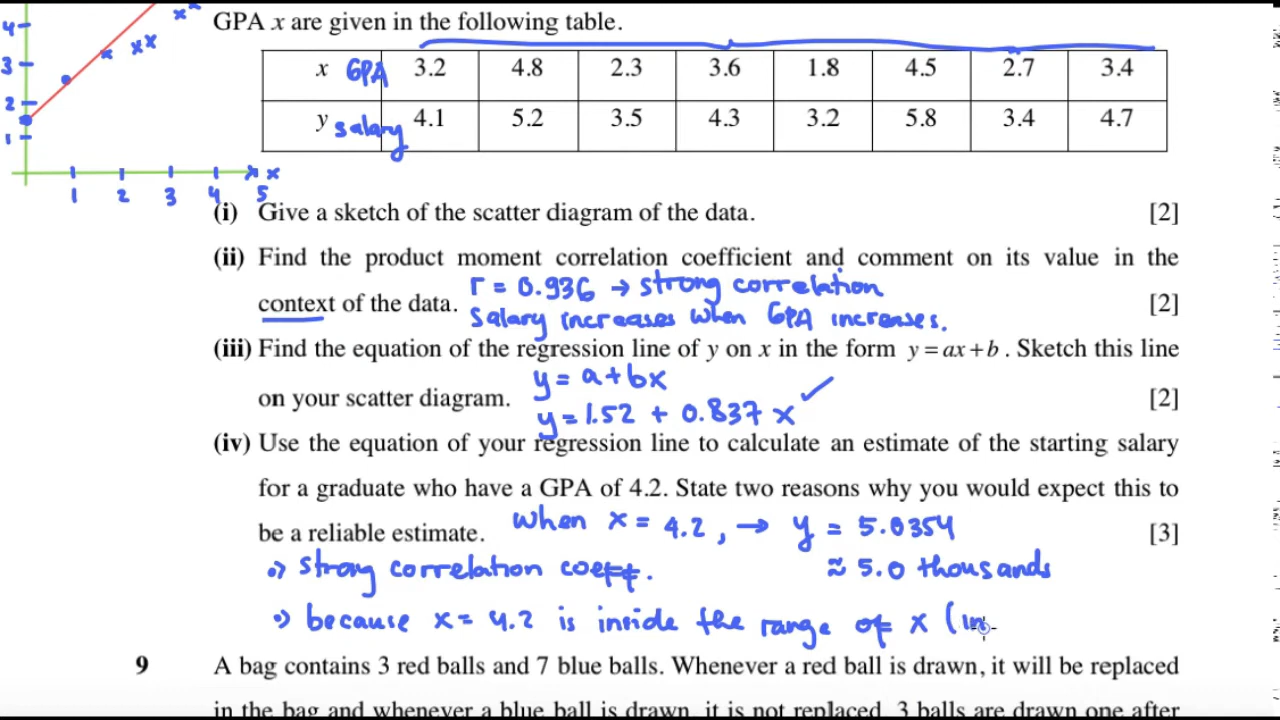 GPA x are given in the following table.
x GPA 3.2 4.8 2.3 3.6 1.8 4.5 2.7 3.4
y salary 4.1 5.2 3.5 4.3 3.2 5.8 3.4 4.7
4
3
2
1
x
1 2 3 4 5
(i) Give a sketch of the scatter diagram of the data. [2]
(ii) Find the product moment correlation coefficient and comment on its value in the
r = 0.936 → strong correlation
context of the data. [2]
Salary increases when GPA increases.
(iii) Find the equation of the regression line of y on x in the form y = ax + b . Sketch this line
y = a + bx
on your scatter diagram. [2]
y = 1.52 + 0.837 x ✓
(iv) Use the equation of your regression line to calculate an estimate of the starting salary
for a graduate who have a GPA of 4.2. State two reasons why you would expect this to
be a reliable estimate. when x = 4.2 , → y = 5.0354 [3]
≈ 5.0 thousands
strong correlation coeff.
because x = 4.2 is inside the range of x (in
9 A bag contains 3 red balls and 7 blue balls. Whenever a red ball is drawn, it will be replaced
in the bag and whenever a blue ball is drawn, it is not replaced. 3 balls are drawn one after